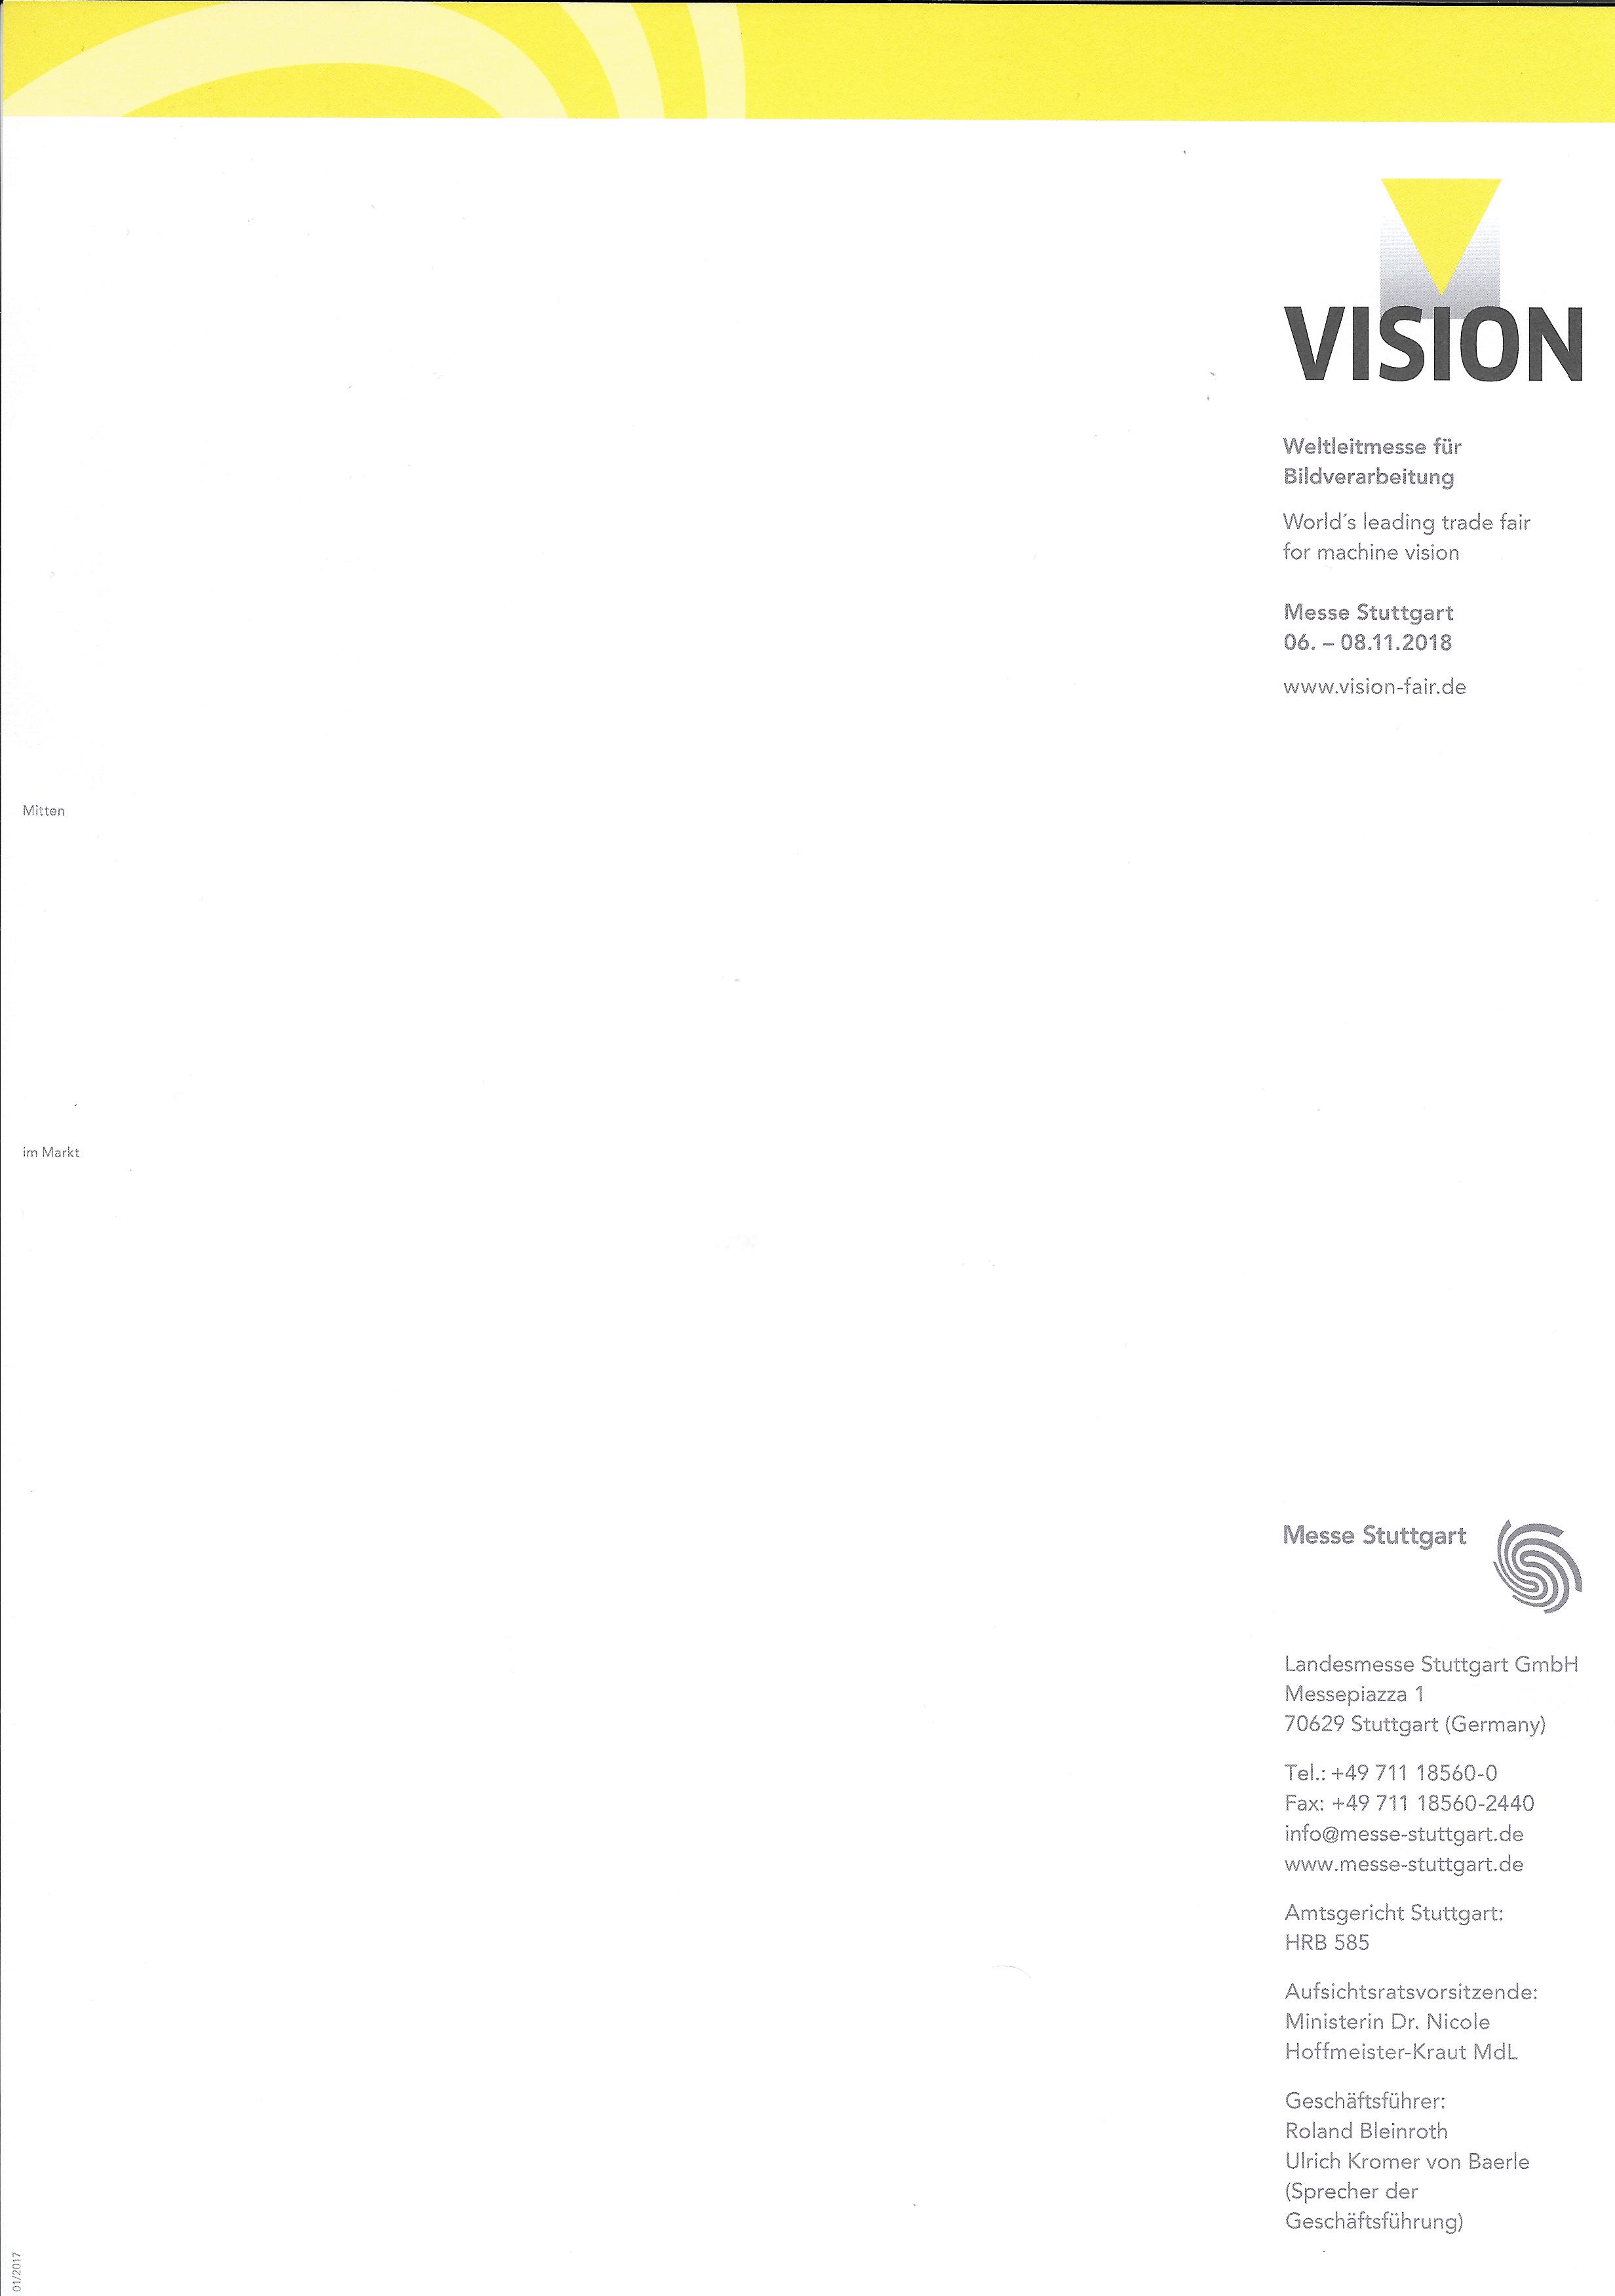 VISION
Weltleitmesse für
Bildverarbeitung
World´s leading trade fair
for machine vision
Messe Stuttgart
06. – 08.11.2018
www.vision-fair.de
Mitten
im Markt
Messe Stuttgart
Landesmesse Stuttgart GmbH
Messepiazza 1
70629 Stuttgart (Germany)
Tel.: +49 711 18560-0
Fax: +49 711 18560-2440
info@messe-stuttgart.de
www.messe-stuttgart.de
Amtsgericht Stuttgart:
HRB 585
Aufsichtsratsvorsitzende:
Ministerin Dr. Nicole
Hoffmeister-Kraut MdL
Geschäftsführer:
Roland Bleinroth
Ulrich Kromer von Baerle
(Sprecher der
Geschäftsführung)
01/2017